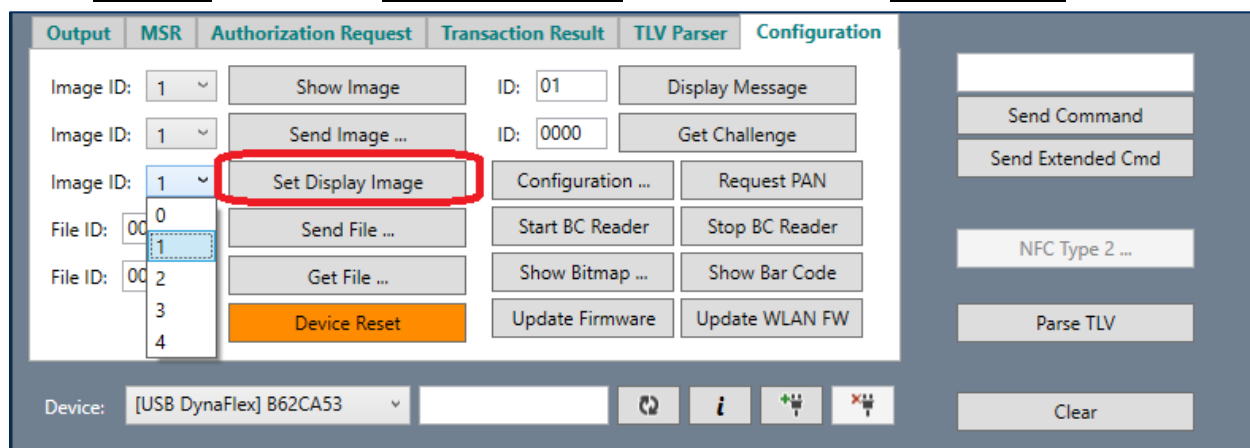 Output MSR Authorization Request Transaction Result TLV Parser Configuration
Image ID: 1 Show Image ID: 01 Display Message
Image ID: 1 Send Image ... ID: 0000 Get Challenge
Image ID: 1 Set Display Image Configuration ... Request PAN
0
File ID: 00 Send File ... Start BC Reader Stop BC Reader
1
File ID: 00 Get File ... Show Bitmap ... Show Bar Code
2
3
Device Reset Update Firmware Update WLAN FW
4
Send Command
Send Extended Cmd
NFC Type 2 ...
Parse TLV
Device: [USB DynaFlex] B62CA53 i Clear